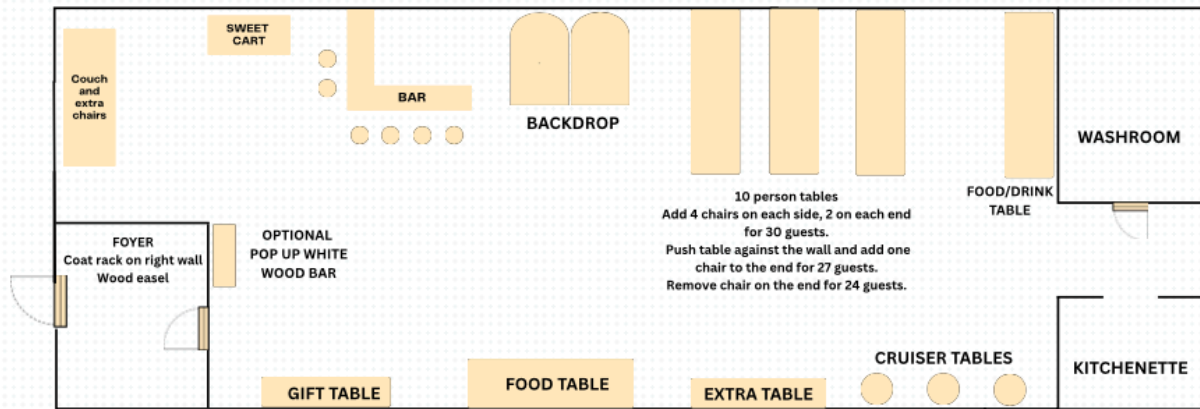 SWEET
CART
Couch
and
extra
chairs
BAR
BACKDROP
WASHROOM
10 person tables
Add 4 chairs on each side, 2 on each end
for 30 guests.
Push table against the wall and add one
chair to the end for 27 guests.
Remove chair on the end for 24 guests.
FOOD/DRINK
TABLE
FOYER
Coat rack on right wall
Wood easel
OPTIONAL
POP UP WHITE
WOOD BAR
GIFT TABLE
FOOD TABLE
EXTRA TABLE
CRUISER TABLES
KITCHENETTE